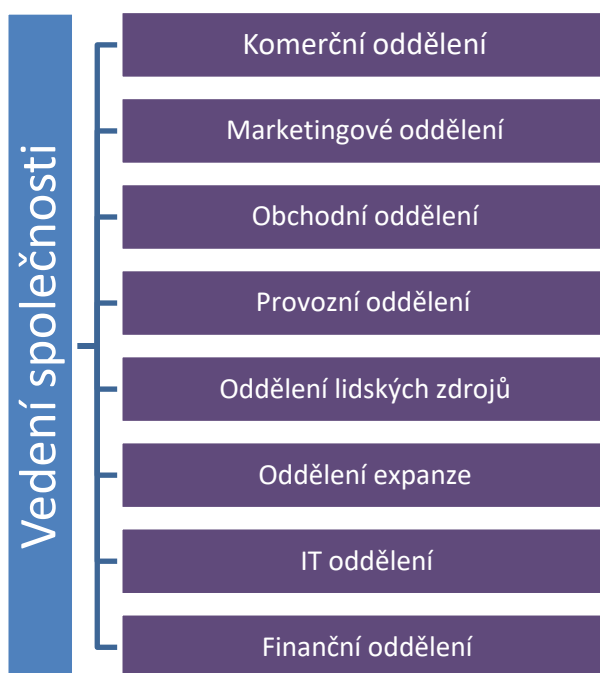 Vedení společnosti
Komerční oddělení
Marketingové oddělení
Obchodní oddělení
Provozní oddělení
Oddělení lidských zdrojů
Oddělení expanze
IT oddělení
Finanční oddělení